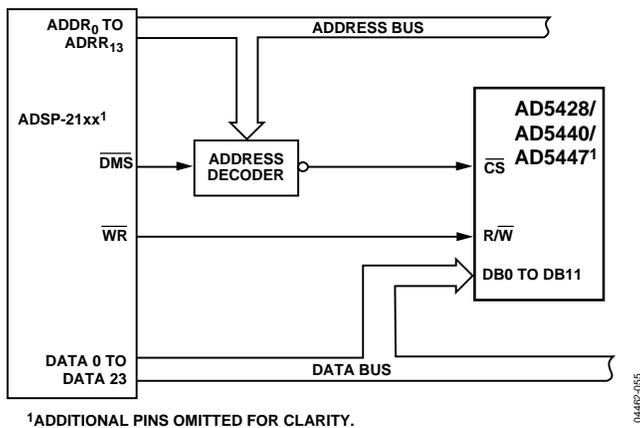 ADDR0 TO
ADRR13
ADDRESS BUS
ADSP-21xx1
AD5428/
AD5440/
AD54471
DMS
ADDRESS
DECODER
CS
WR
R/W
DB0 TO DB11
DATA 0 TO
DATA 23
DATA BUS
1ADDITIONAL PINS OMITTED FOR CLARITY.
04462-055